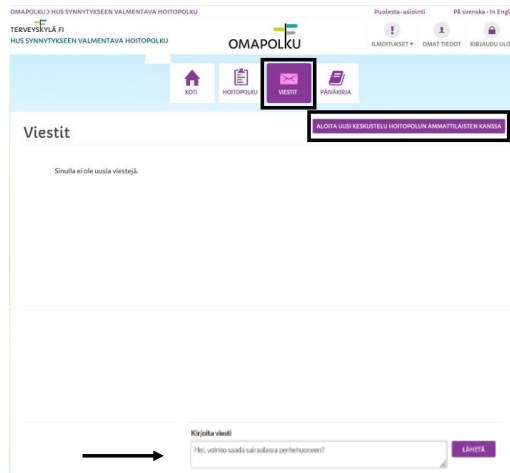 OMAPOLKU > HUS SYNNYTYKSEEN VALMENTAVA HOITOPOLKU
Puolesta-asiointi På svenska · In Engl
TERVEYSKYLÄ.FI
HUS SYNNYTYKSEEN VALMENTAVA HOITOPOLKU
OMAPOLKU
ILMOITUKSET OMAT TIEDOT KIRJAUDU ULO
KOTI HOITOPOLKU VIESTIT PÄIVÄKIRJA
Viestit
ALOITA UUSI KESKUSTELU HOITOPOLUN AMMATTILAISTEN KANSSA
Sinulla ei ole uusia viestejä.
Kirjoita viesti
Hei, voinko saada sairaalassa perhehuoneen?
LÄHETÄ